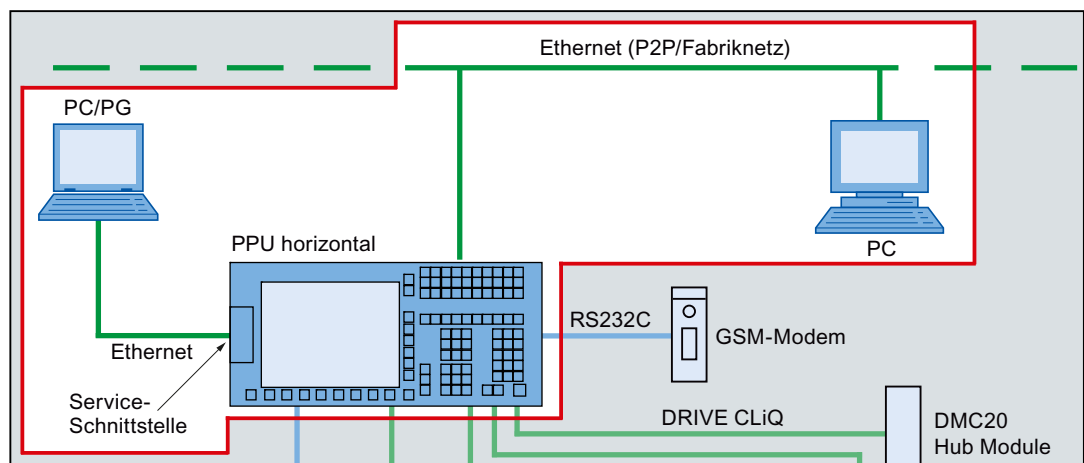 Ethernet (P2P/Fabriknetz)
PC/PG
PC
PPU horizontal
RS232C
GSM-Modem
Ethernet
Service-
Schnittstelle
DRIVE CLiQ
DMC20
Hub Module